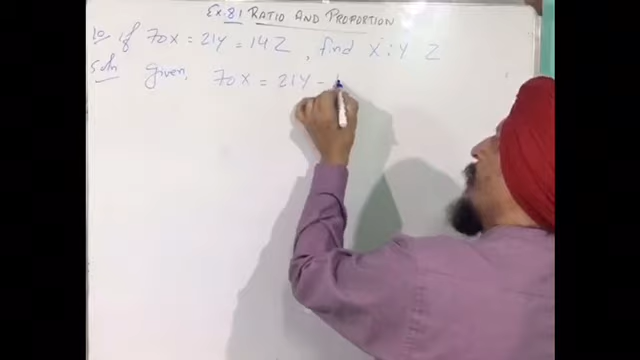 Ex. 8.1 RATIO AND PROPORTION
10. if 70X = 21Y = 14Z, find X : Y Z
Soln Given, 70X = 21Y =